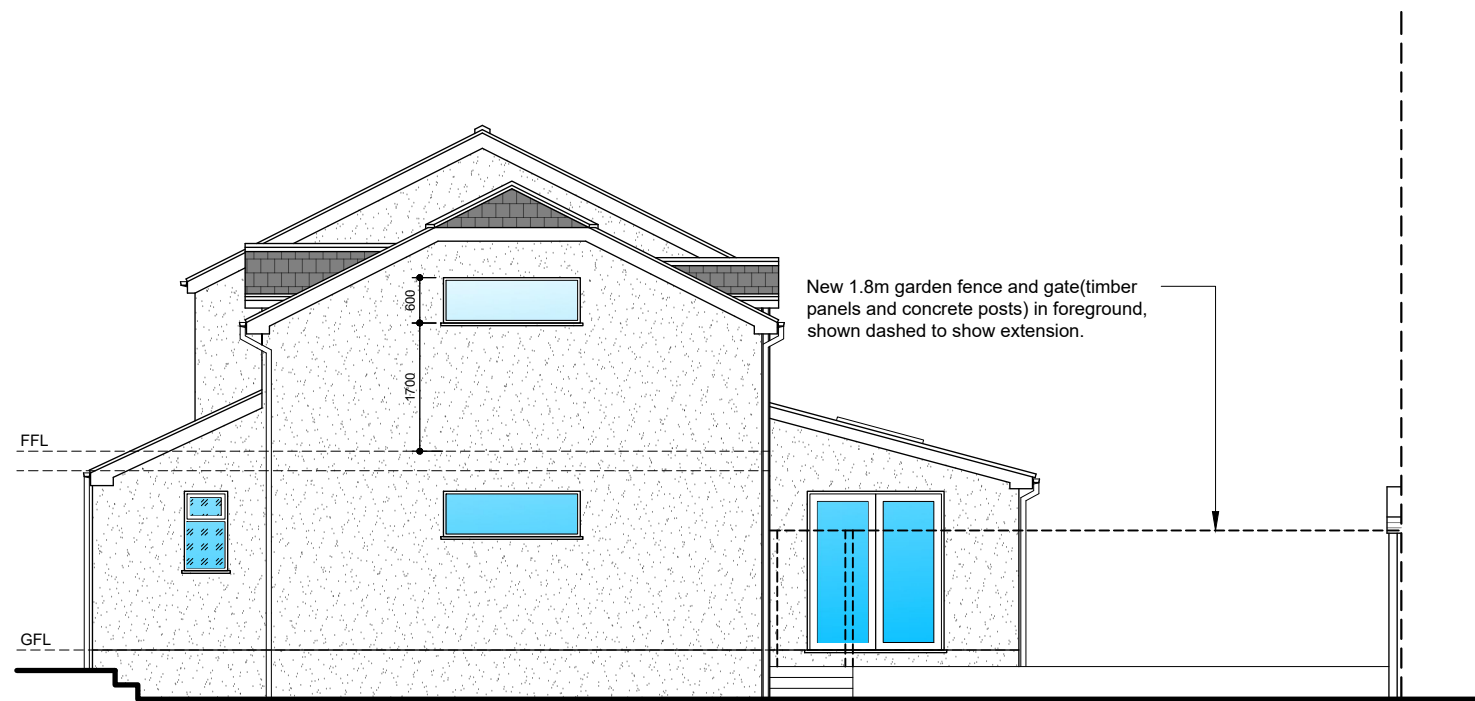 600
New 1.8m garden fence and gate(timber
panels and concrete posts) in foreground,
shown dashed to show extension.
1700
FFL
GFL